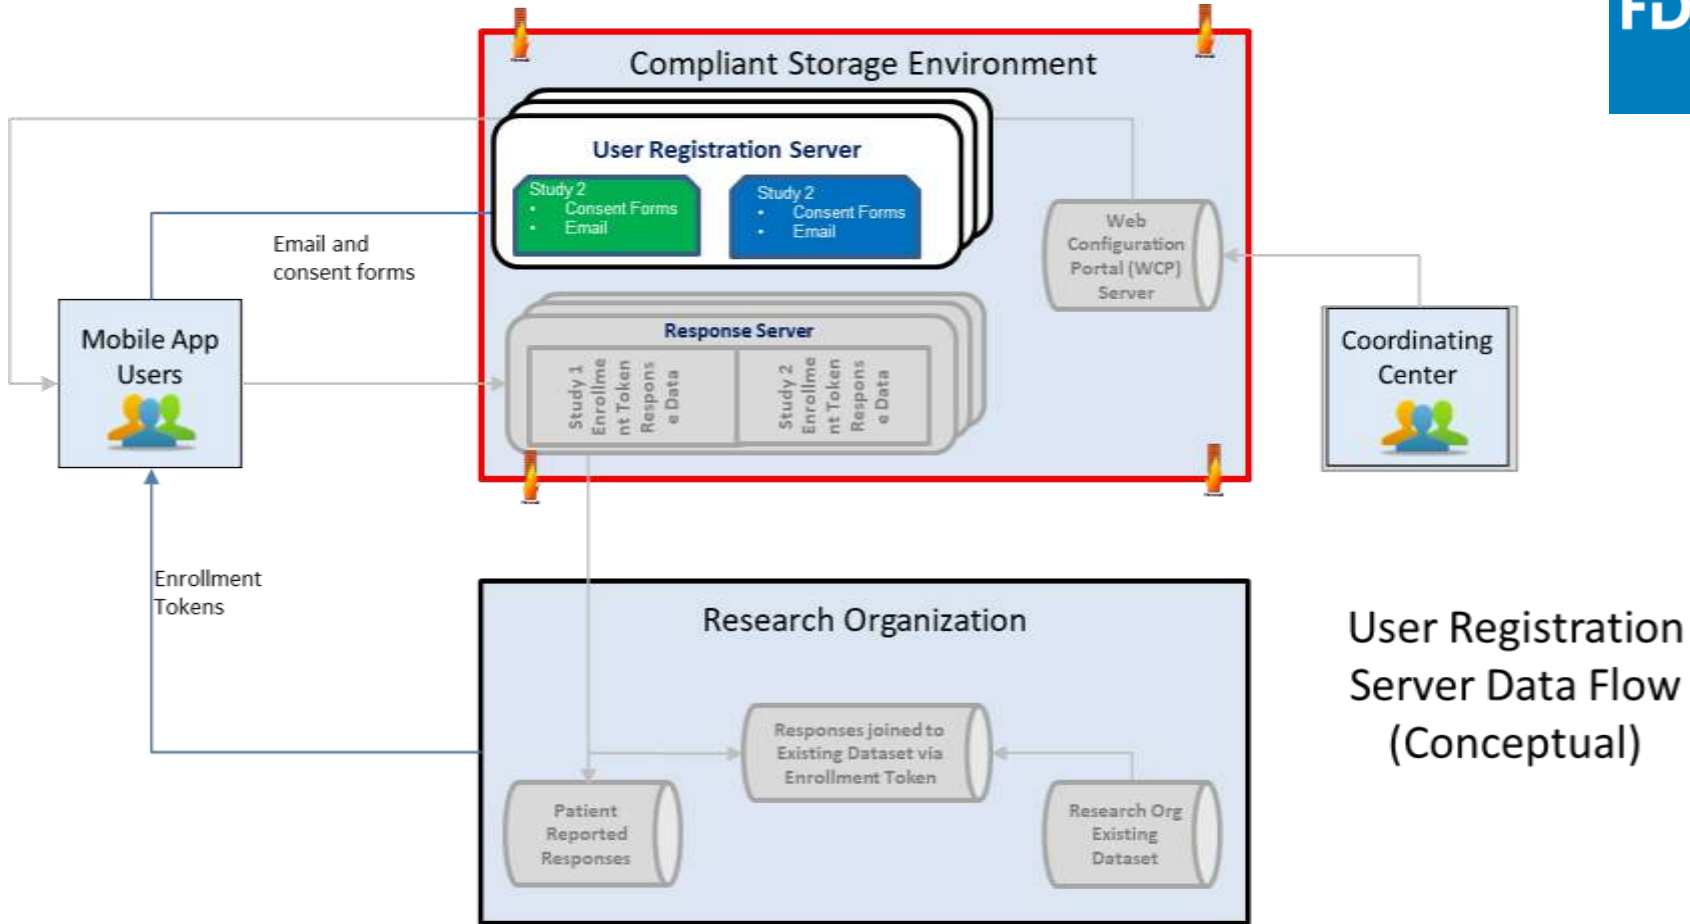 FD
Compliant Storage Environment
User Registration Server
Study 2
• Consent Forms
• Email
Study 2
• Consent Forms
• Email
Web
Configuration
Portal (WCP)
Server
Email and
consent forms
Mobile App
Users
Response Server
Study 1
Enrollme
nt Token
Respons
e Data
Study 2
Enrollme
nt Token
Respons
e Data
Coordinating
Center
Enrollment
Tokens
Research Organization
Responses joined to
Existing Dataset via
Enrollment Token
Patient
Reported
Responses
Research Org
Existing
Dataset
User Registration
Server Data Flow
(Conceptual)